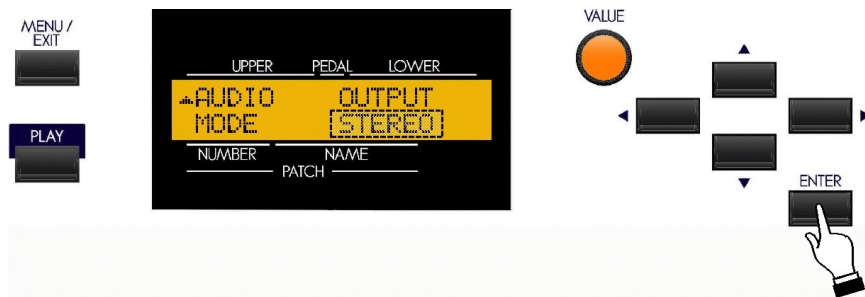 MENU /
EXIT
PLAY
UPPER PEDAL LOWER
AUDIO OUTPUT
MODE STEREO
NUMBER NAME
PATCH
VALUE
ENTER